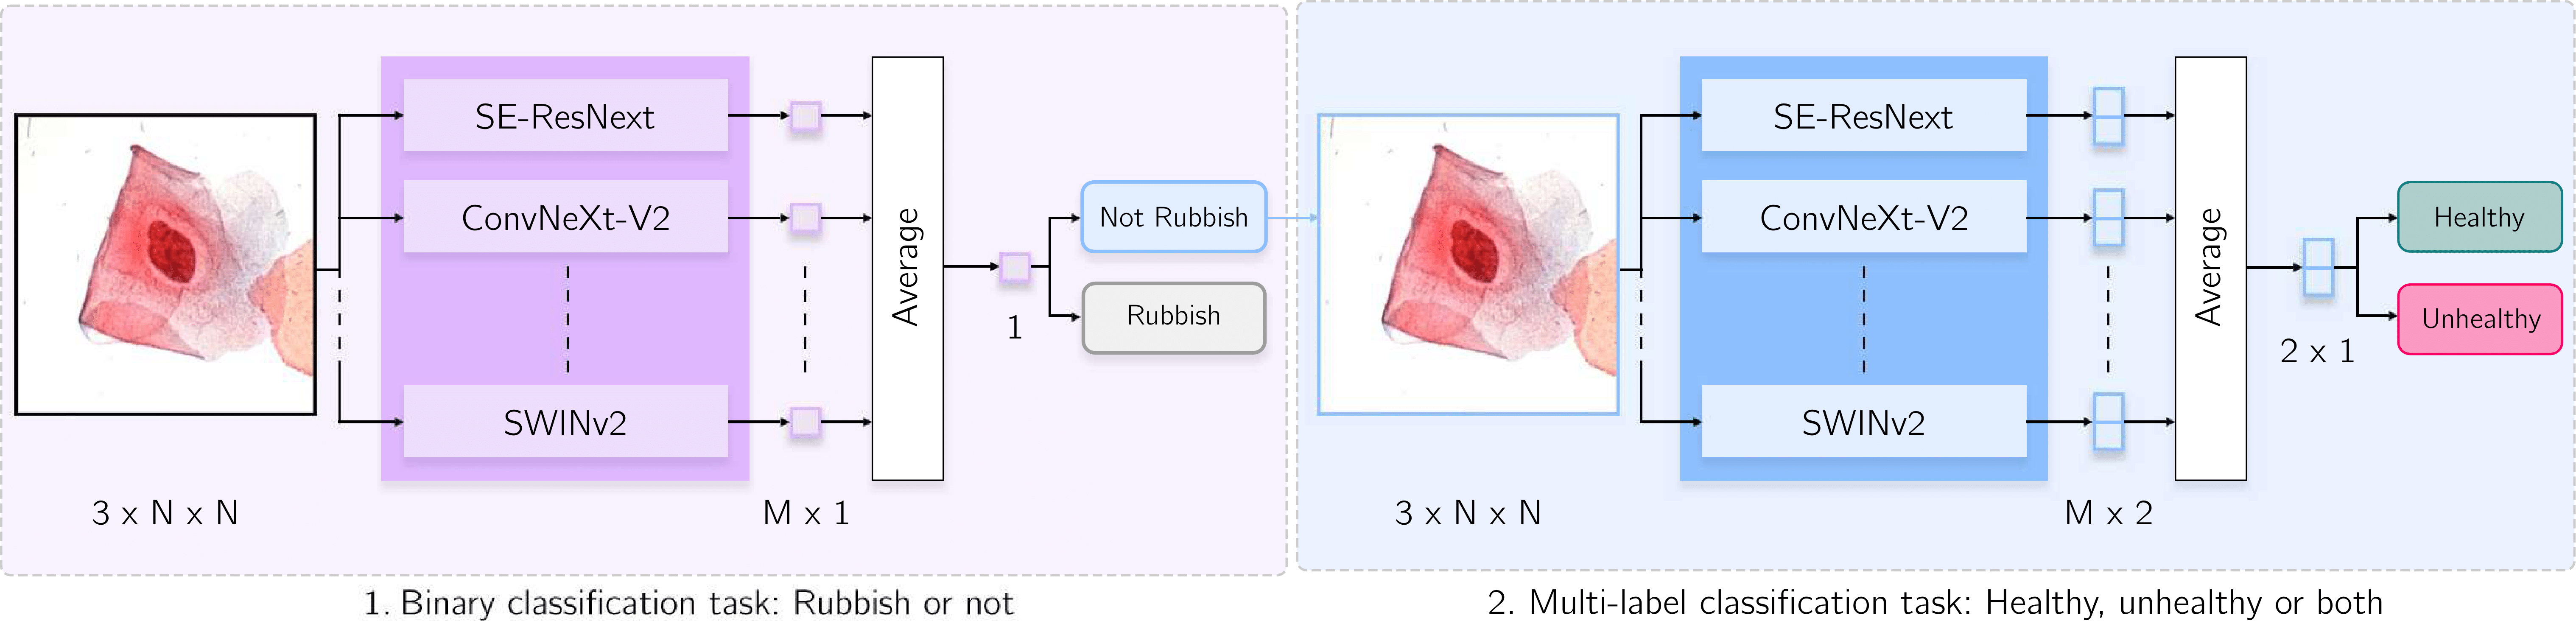 SE-ResNext
ConvNeXt-V2
SWINv2
3 x N x N
M x 1
Average
1
Not Rubbish
Rubbish
1. Binary classification task: Rubbish or not
SE-ResNext
ConvNeXt-V2
SWINv2
3 x N x N
M x 2
Average
2 x 1
Healthy
Unhealthy
2. Multi-label classification task: Healthy, unhealthy or both